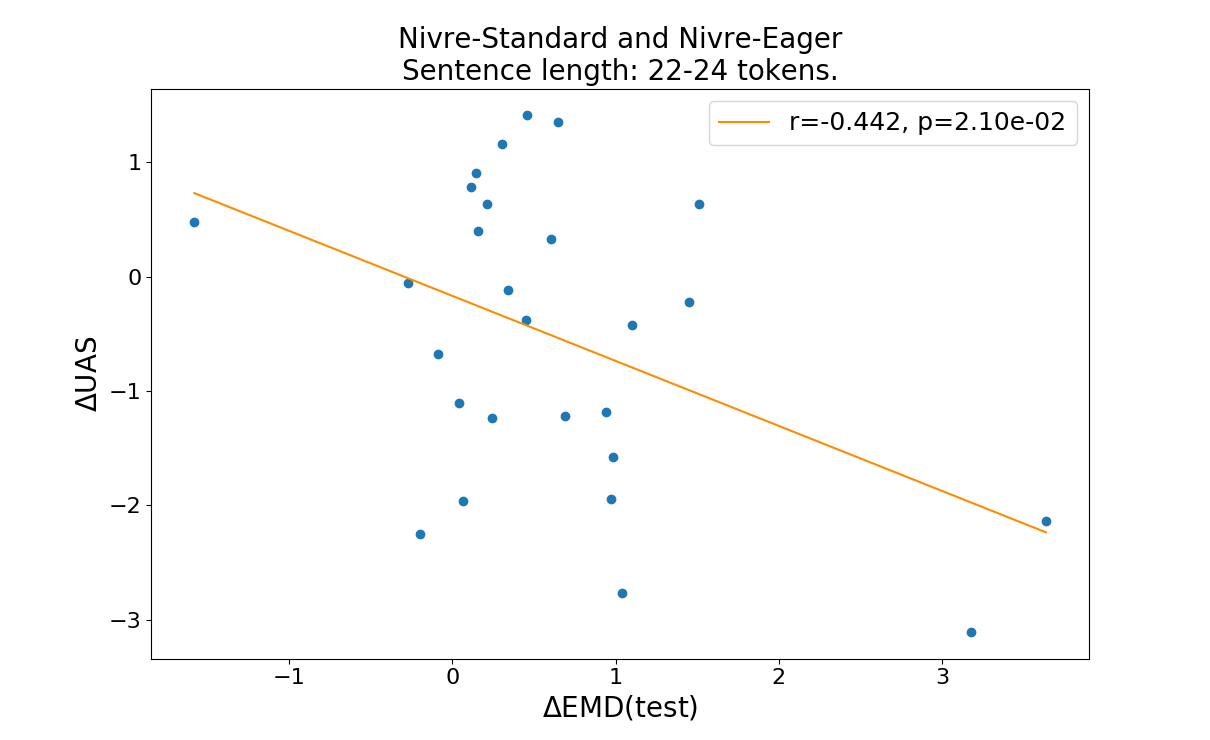 Nivre-Standard and Nivre-Eager
Sentence length: 22-24 tokens.
r=-0.442, p=2.10e-02
1
0
−1
−2
−3
ΔUAS
−1
0
1
2
3
ΔEMD(test)